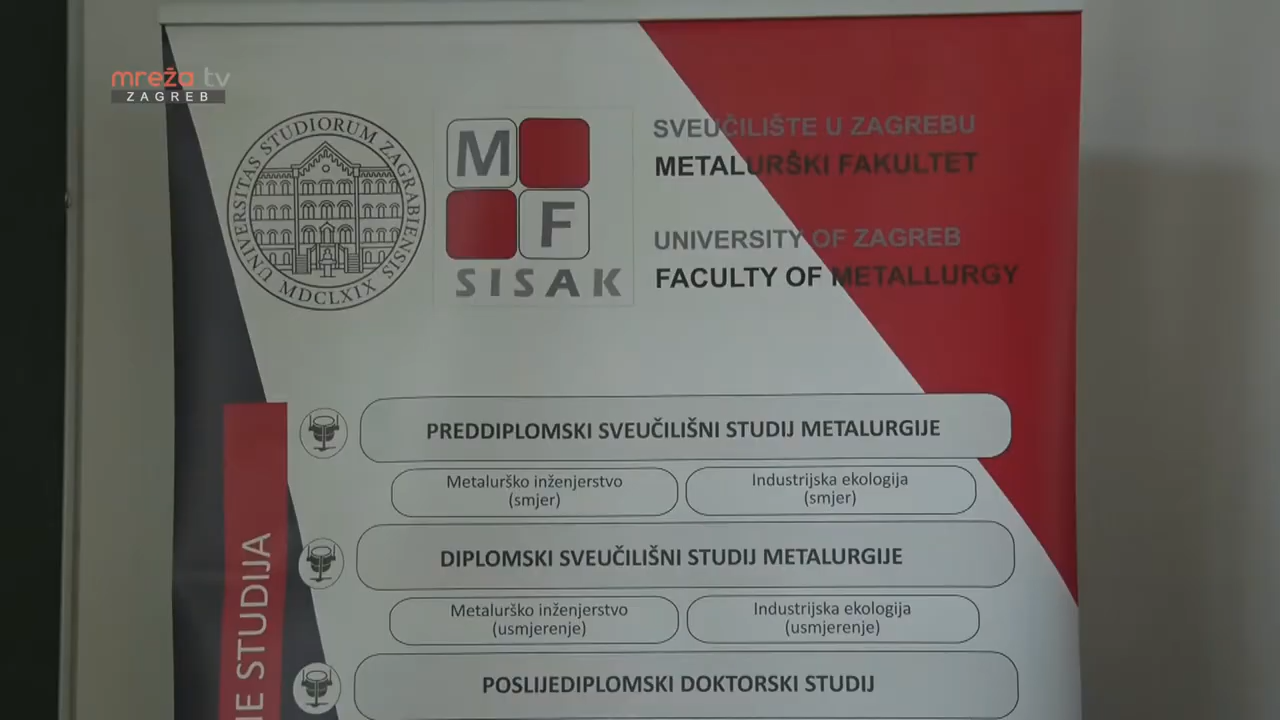 mreža tv
ZAGREB
UNIVERSITAS STUDIORUM ZAGRABIENSIS
MDCLXIX
M
F
SISAK
SVEUČILIŠTE U ZAGREBU
METALURŠKI FAKULTET
UNIVERSITY OF ZAGREB
FACULTY OF METALLURGY
PREDDIPLOMSKI SVEUČILIŠNI STUDIJ METALURGIJE
Metalurško inženjerstvo
(smjer)
Industrijska ekologija
(smjer)
DIPLOMSKI SVEUČILIŠNI STUDIJ METALURGIJE
Metalurško inženjerstvo
(usmjerenje)
Industrijska ekologija
(usmjerenje)
POSLIJEDIPLOMSKI DOKTORSKI STUDIJ
STUDIJA